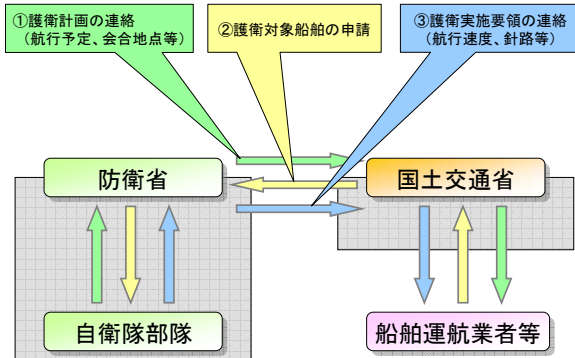 ①護衛計画の連絡
（航行予定、会合地点等）
②護衛対象船舶の申請
③護衛実施要領の連絡
（航行速度、針路等）
防衛省
国土交通省
自衛隊部隊
船舶運航業者等